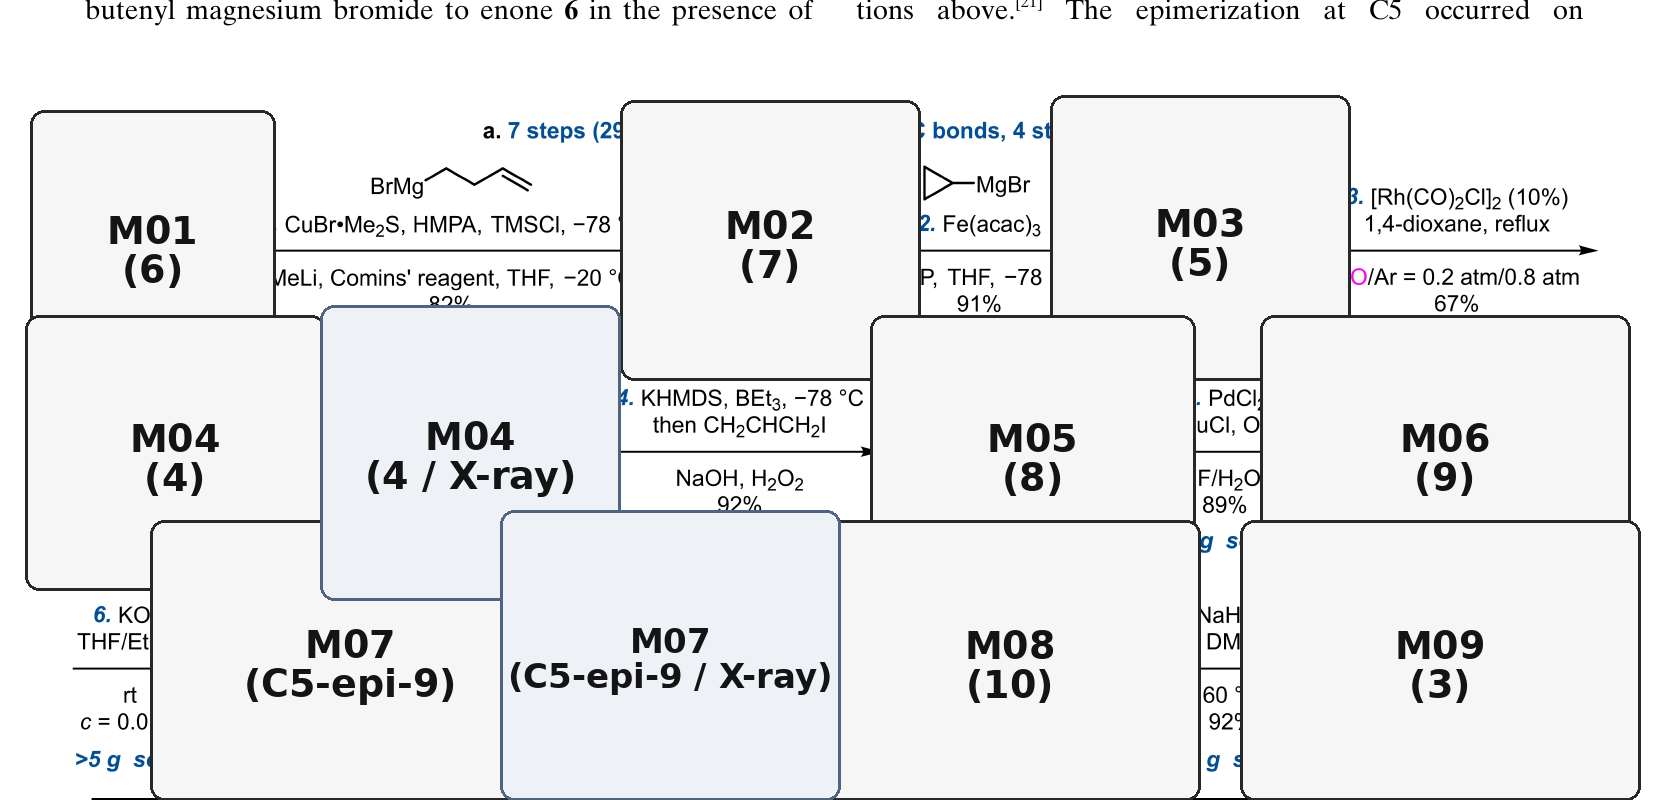 butenyl magnesium bromide to enone 6 in the presence of
tions above.[21] The epimerization at C5 occurred on
a. 7 steps (29
bonds, 4 st
BrMg
MgBr
CuBr•Me2S, HMPA, TMSCl, −78
2. Fe(acac)3
3. [Rh(CO)2Cl]2 (10%)
1,4-dioxane, reflux
MeLi, Comins' reagent, THF, −20
82%
P, THF, −78
91%
O/Ar = 0.2 atm/0.8 atm
67%
M01
(6)
M02
(7)
M03
(5)
M04
(4)
M04
(4 / X-ray)
4. KHMDS, BEt3, −78 °C
then CH2CHCH2I
NaOH, H2O2
92%
M05
(8)
. PdCl2
uCl, O
F/H2O
89%
g s
M06
(9)
6. KO
THF/Et
rt
c = 0.0
>5 g s
M07
(C5-epi-9)
M07
(C5-epi-9 / X-ray)
M08
(10)
NaH
DM
60 °
92%
g s
M09
(3)